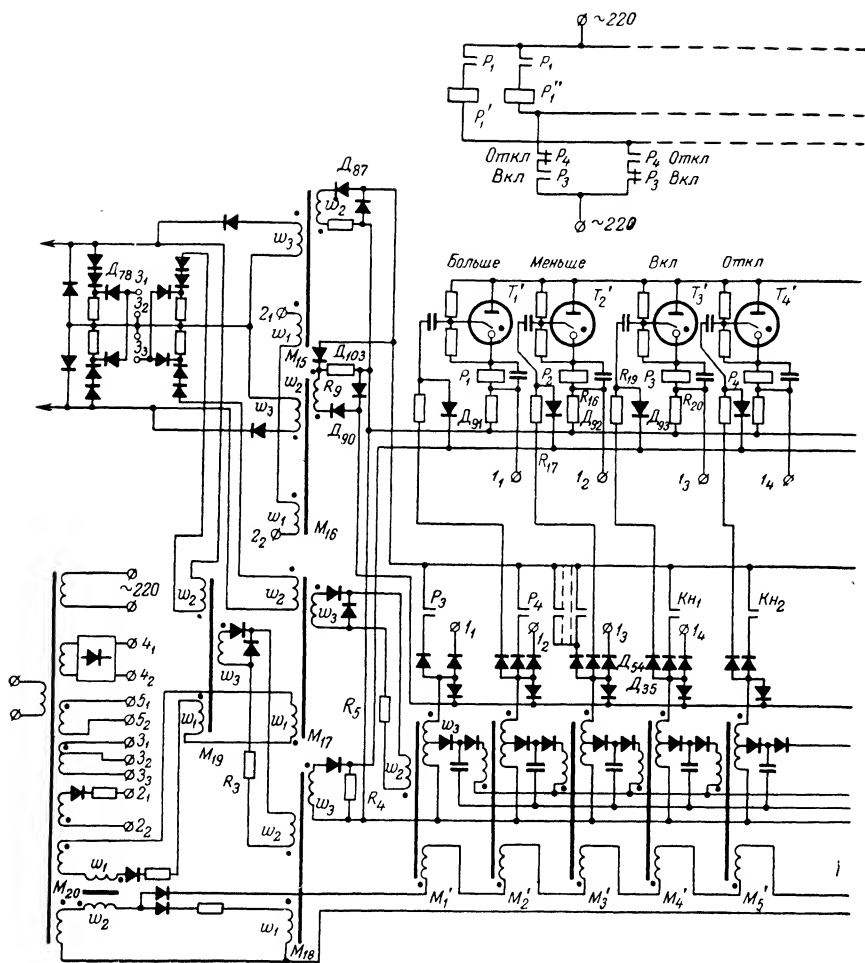 ~220
P₁ P₁
P₁' P₁''
Откл P₄ P₄ Откл
Вкл P₃ P₃ Вкл
~220
Д87
w₂
w₃
Д78 3₁
3₂
3₃
2₁
w₁
M₁₅
Д103
w₂
R₉
w₃
Д90
w₁
2₂
M₁₆
Больше Меньше Вкл Откл
T₁' T₂' T₃' T₄'
P₁ P₂ R₁₉ P₃ P₄
R₁₆ R₂₀
Д91 Д92 Д93
R₁₇
1₁ 1₂ 1₃ 1₄
~220
4₁
4₂
5₁
5₂
3₁
3₂
3₃
2₁
2₂
w₂ w₂
w₃ w₃
w₁ w₁
M₁₉ M₁₇
R₃ R₅
R₄
w₃ w₂
w₂
P₃ P₄ Кн₁ Кн₂
1₁ 1₂ 1₃ 1₄
Д54
Д35
w₃
w₁
M₂₀
w₂
w₁
M₁₈
M₁' M₂' M₃' M₄' M₅'
i